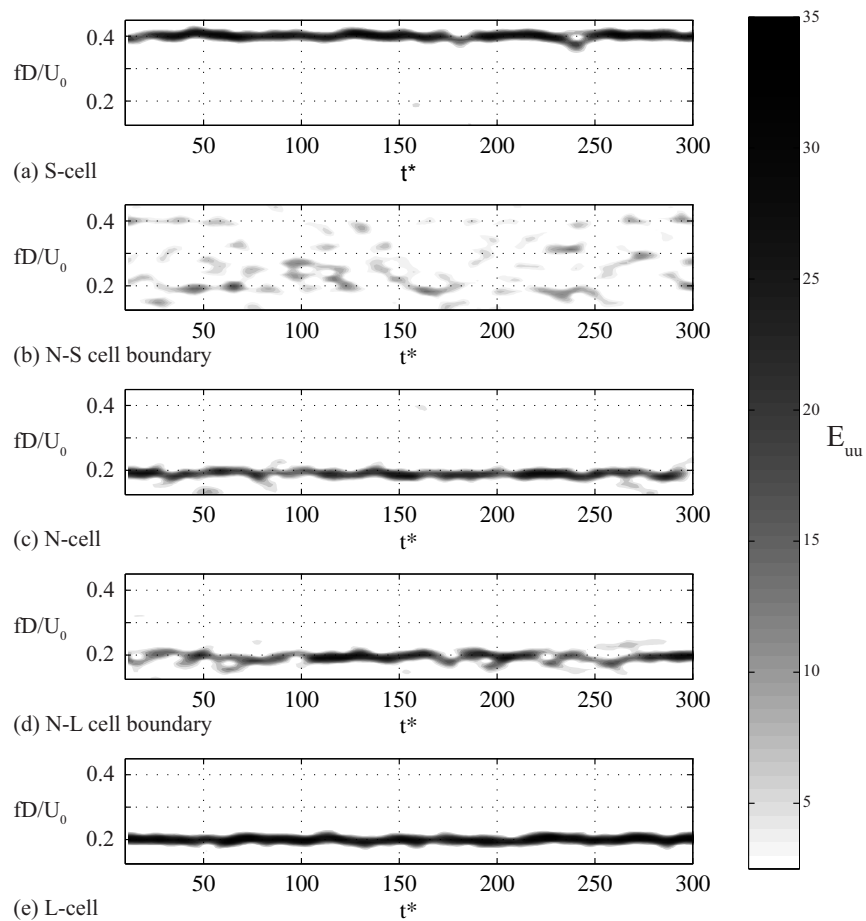 0.4
fD/U0
0.2
50 100 150 200 250 300
(a) S-cell
t*
0.4
fD/U0
0.2
50 100 150 200 250 300
(b) N-S cell boundary
t*
0.4
fD/U0
0.2
50 100 150 200 250 300
(c) N-cell
t*
0.4
fD/U0
0.2
50 100 150 200 250 300
(d) N-L cell boundary
t*
0.4
fD/U0
0.2
50 100 150 200 250 300
(e) L-cell
t*
35
30
25
20
Euu
15
10
5